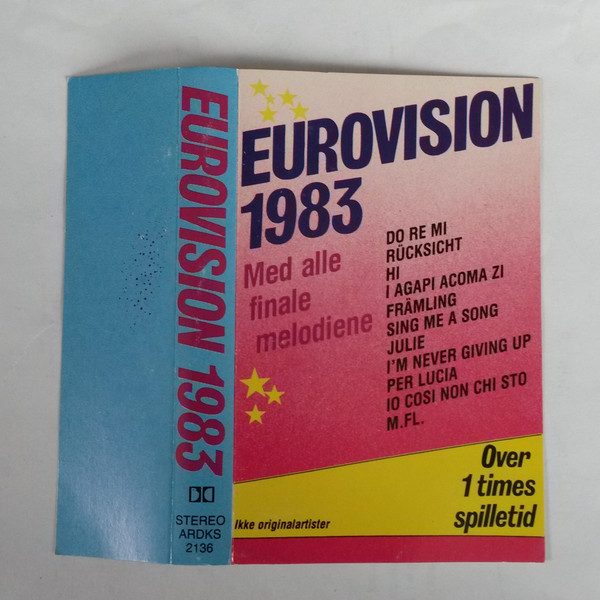 EUROVISION 1983
STEREO
ARDKS
2136
EUROVISION
1983
Med alle
finale
melodiene
DO RE MI
RÜCKSICHT
HI
I AGAPI ACOMA ZI
FRÄMLING
SING ME A SONG
JULIE
I'M NEVER GIVING UP
PER LUCIA
IO COSI NON CHI STO
M.FL.
Over
1 times
spilletid
Ikke originalartister